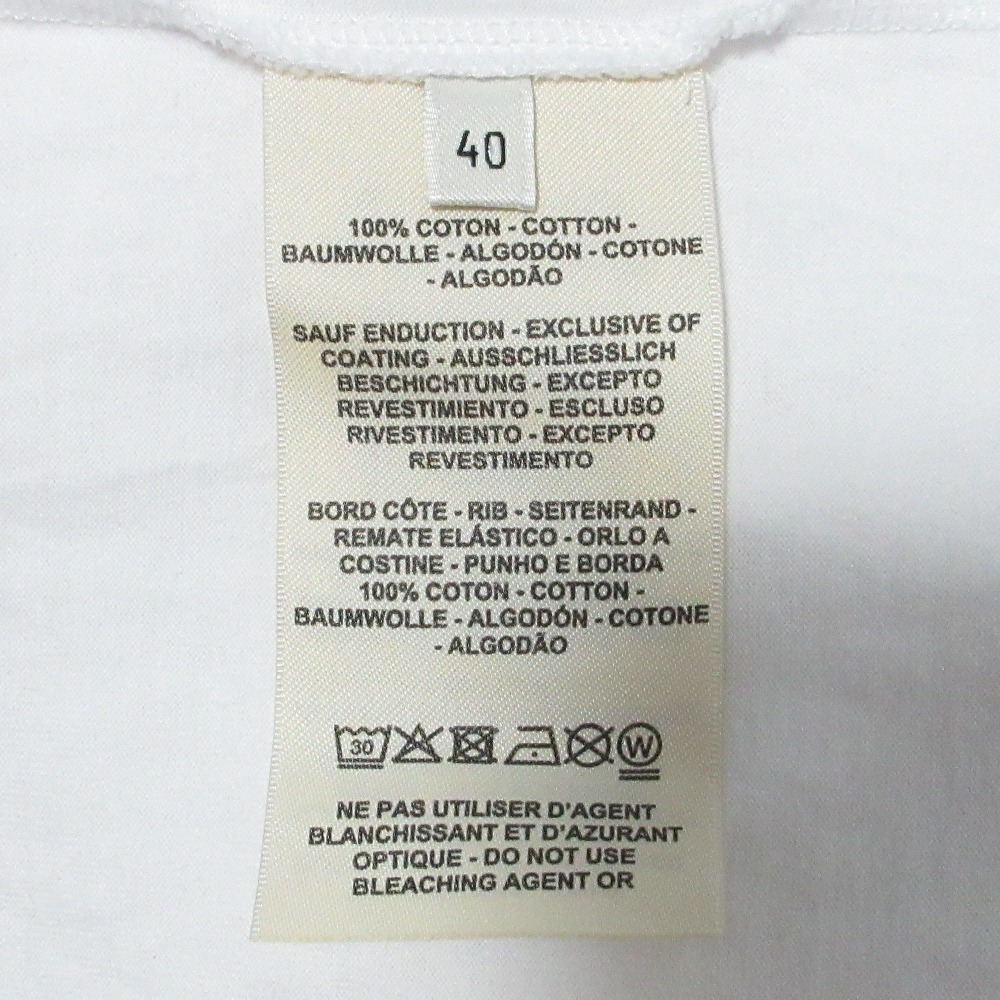 40
100% COTON - COTTON -
BAUMWOLLE - ALGODÓN - COTONE
- ALGODÃO
SAUF ENDUCTION - EXCLUSIVE OF
COATING - AUSSCHLIESSLICH
BESCHICHTUNG - EXCEPTO
REVESTIMIENTO - ESCLUSO
RIVESTIMENTO - EXCEPTO
REVESTIMENTO
BORD CÔTE - RIB - SEITENRAND -
REMATE ELÁSTICO - ORLO A
COSTINE - PUNHO E BORDA
100% COTON - COTTON -
BAUMWOLLE - ALGODÓN - COTONE
- ALGODÃO
30 W
NE PAS UTILISER D'AGENT
BLANCHISSANT ET D'AZURANT
OPTIQUE - DO NOT USE
BLEACHING AGENT OR